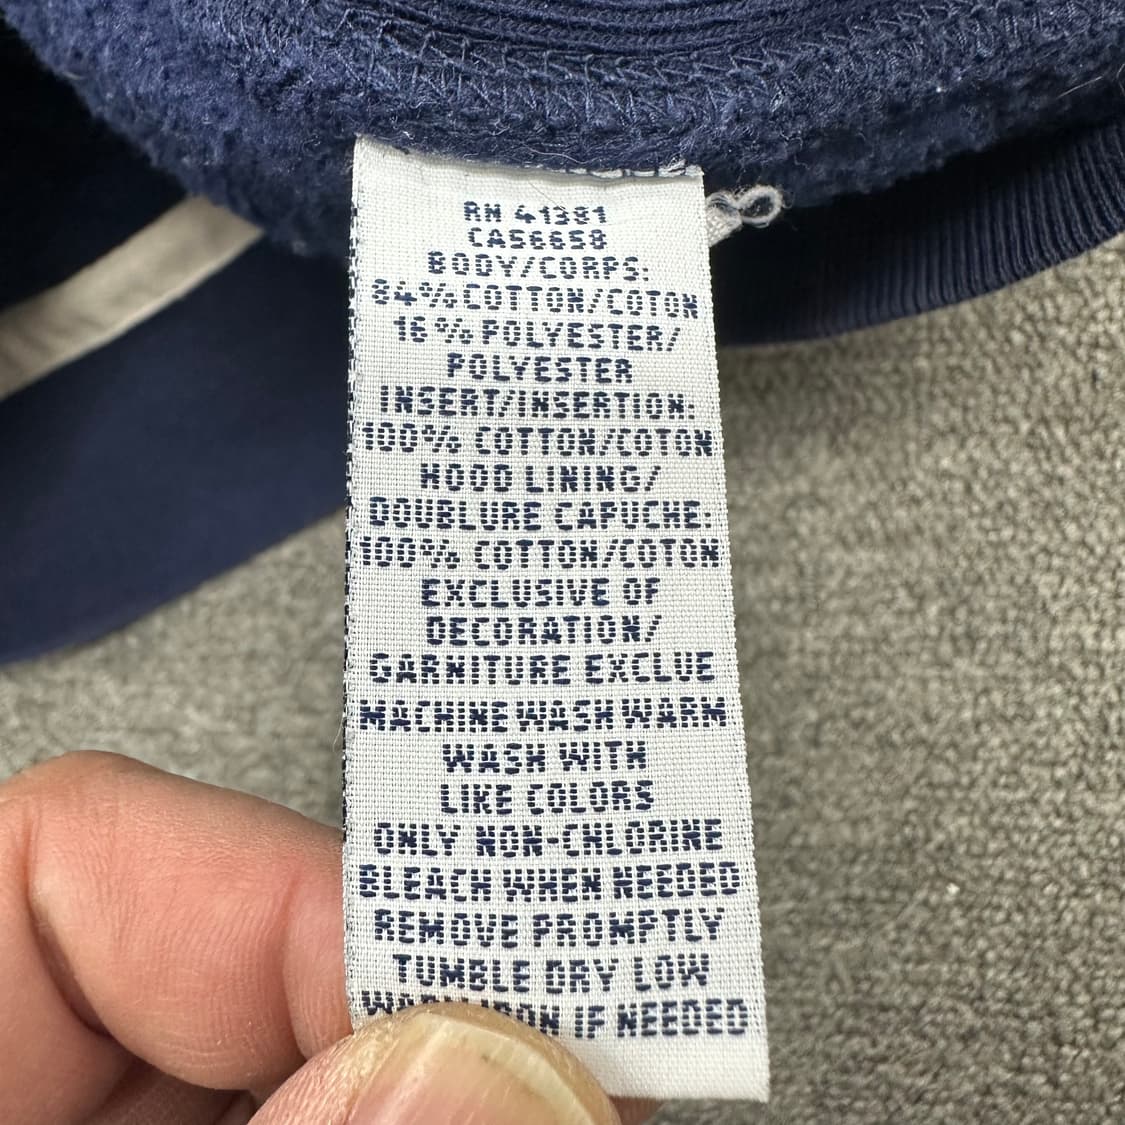 RN 41381
CA56658
BODY/CORPS:
84% COTTON/COTON
16% POLYESTER/
POLYESTER
INSERT/INSERTION:
100% COTTON/COTON
HOOD LINING/
DOUBLURE CAPUCHE:
100% COTTON/COTON
EXCLUSIVE OF
DECORATION/
GARNITURE EXCLUE
MACHINE WASH WARM
WASH WITH
LIKE COLORS
ONLY NON-CHLORINE
BLEACH WHEN NEEDED
REMOVE PROMPTLY
TUMBLE DRY LOW
IF NEEDED